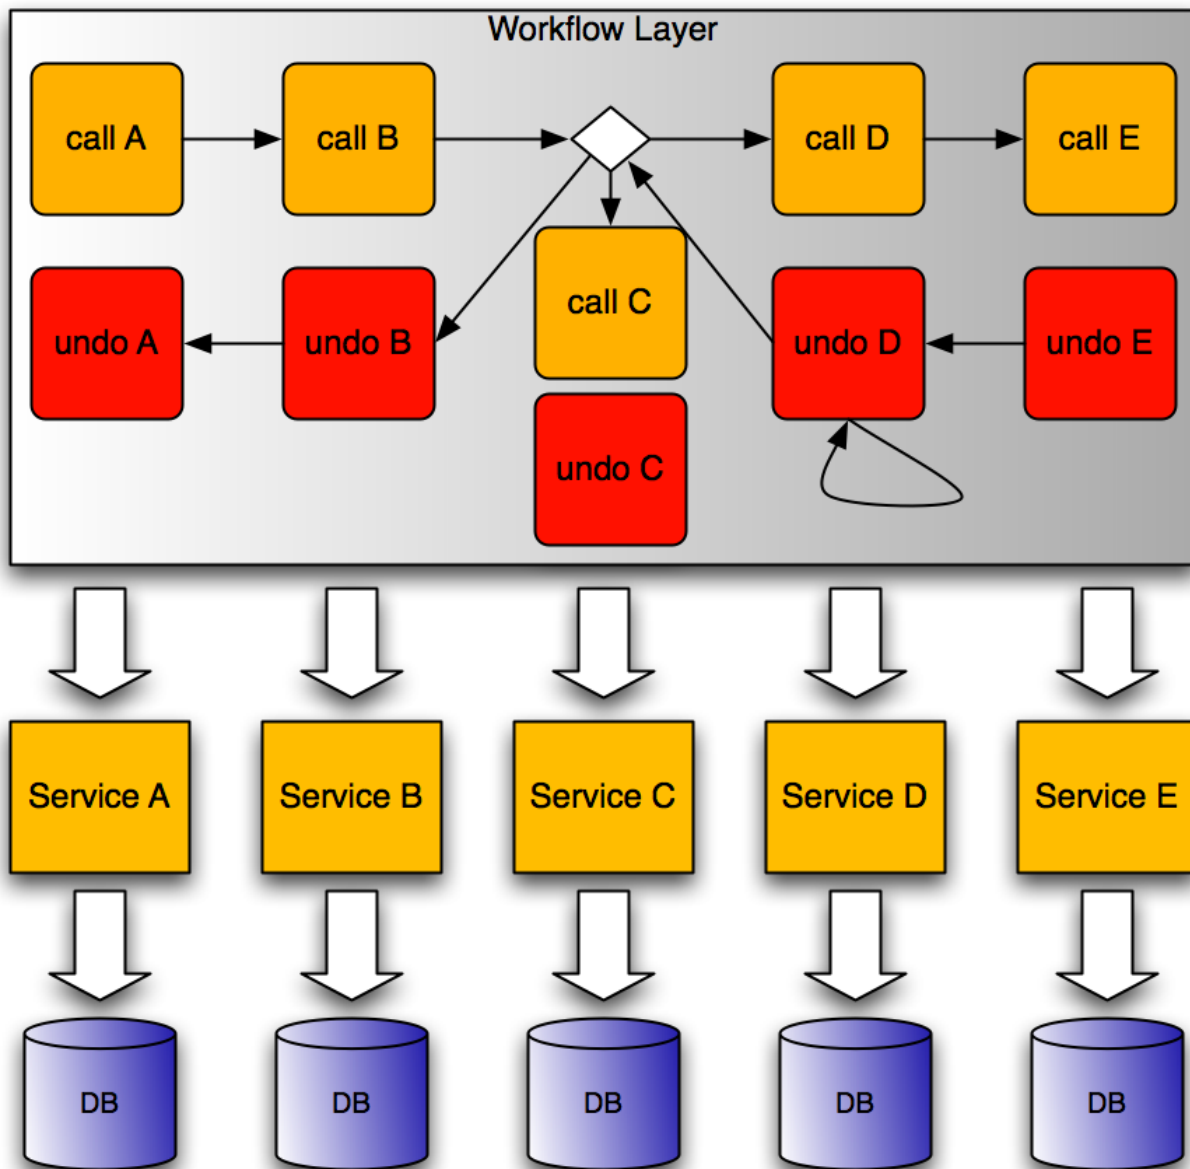 Workflow Layer
call A
call B
call D
call E
call C
undo A
undo B
undo D
undo E
undo C
Service A
Service B
Service C
Service D
Service E
DB
DB
DB
DB
DB